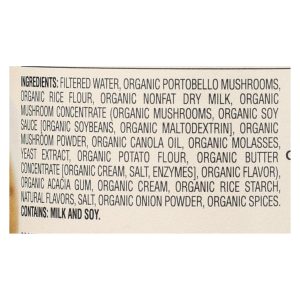 INGREDIENTS: FILTERED WATER, ORGANIC PORTOBELLO MUSHROOMS,
ORGANIC RICE FLOUR, ORGANIC NONFAT DRY MILK, ORGANIC
MUSHROOM CONCENTRATE (ORGANIC MUSHROOMS, ORGANIC SOY
SAUCE [ORGANIC SOYBEANS, ORGANIC MALTODEXTRIN], ORGANIC
MUSHROOM POWDER, ORGANIC CANOLA OIL, ORGANIC MOLASSES,
YEAST EXTRACT, ORGANIC POTATO FLOUR, ORGANIC BUTTER
CONCENTRATE [ORGANIC CREAM, SALT, ENZYMES], ORGANIC FLAVOR),
ORGANIC ACACIA GUM, ORGANIC CREAM, ORGANIC RICE STARCH,
NATURAL FLAVORS, SALT, ORGANIC ONION POWDER, ORGANIC SPICES.
CONTAINS: MILK AND SOY.